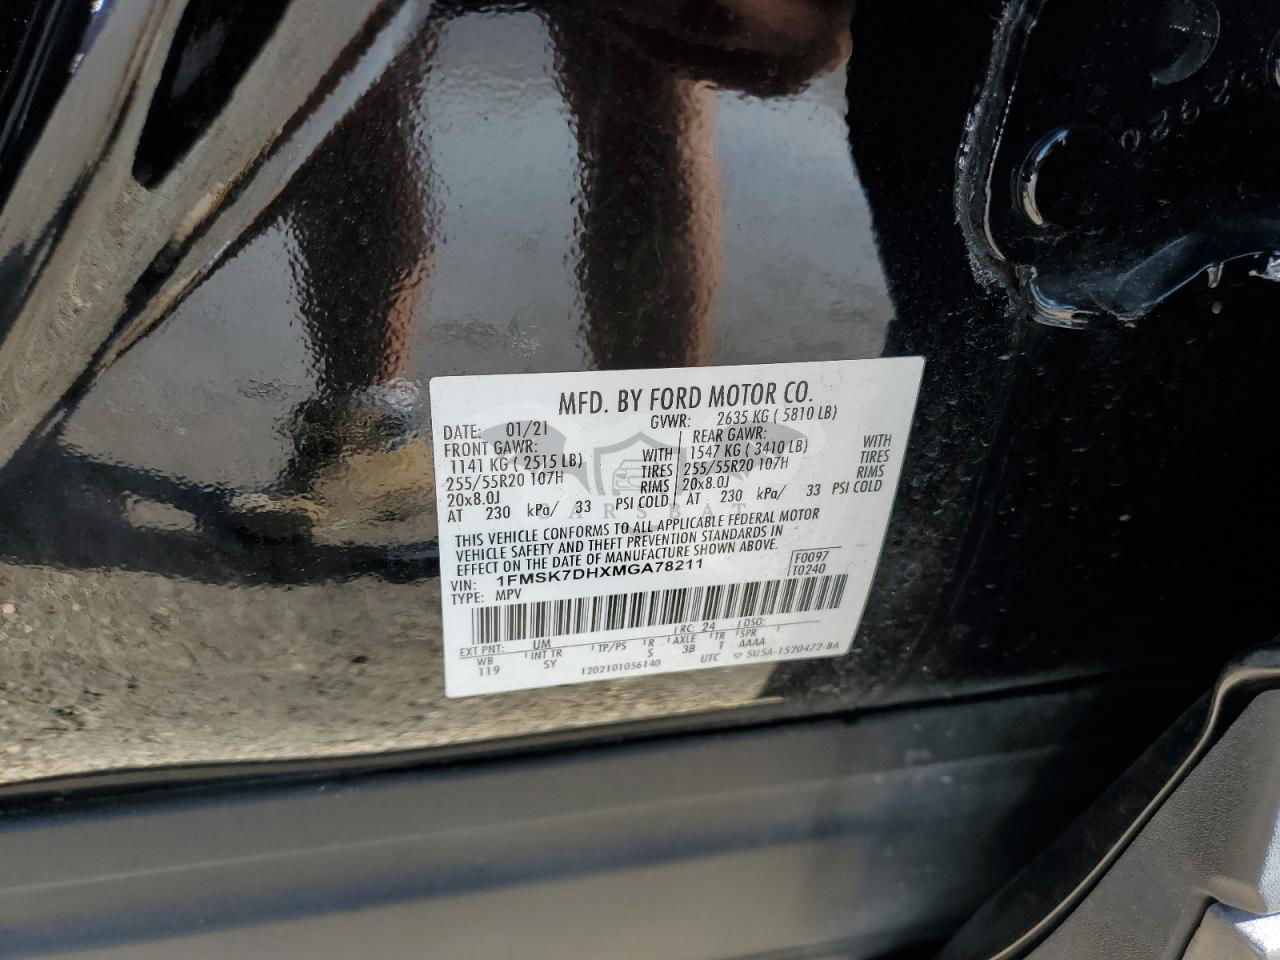 MFD. BY FORD MOTOR CO.
DATE: 01/21 GVWR: 2635 KG ( 5810 LB)
FRONT GAWR: REAR GAWR:
1141 KG ( 2515 LB) WITH 1547 KG ( 3410 LB) WITH
255/55R20 107H TIRES 255/55R20 107H TIRES
20x8.0J RIMS 20x8.0J RIMS
AT 230 kPa/ 33 PSI COLD AT 230 kPa/ 33 PSI COLD
CARSBAT
THIS VEHICLE CONFORMS TO ALL APPLICABLE FEDERAL MOTOR
VEHICLE SAFETY AND THEFT PREVENTION STANDARDS IN
EFFECT ON THE DATE OF MANUFACTURE SHOWN ABOVE.
VIN: 1FMSK7DHXMGA78211 F0097
TYPE: MPV T0240
EXT PNT: UM RC: 24 DSO:
WB INT TR TP/PS R AXLE TR SPR
119 SY S 3B T AAAA
1202101056140 UTC ▽ 5U5A-1520472-BA